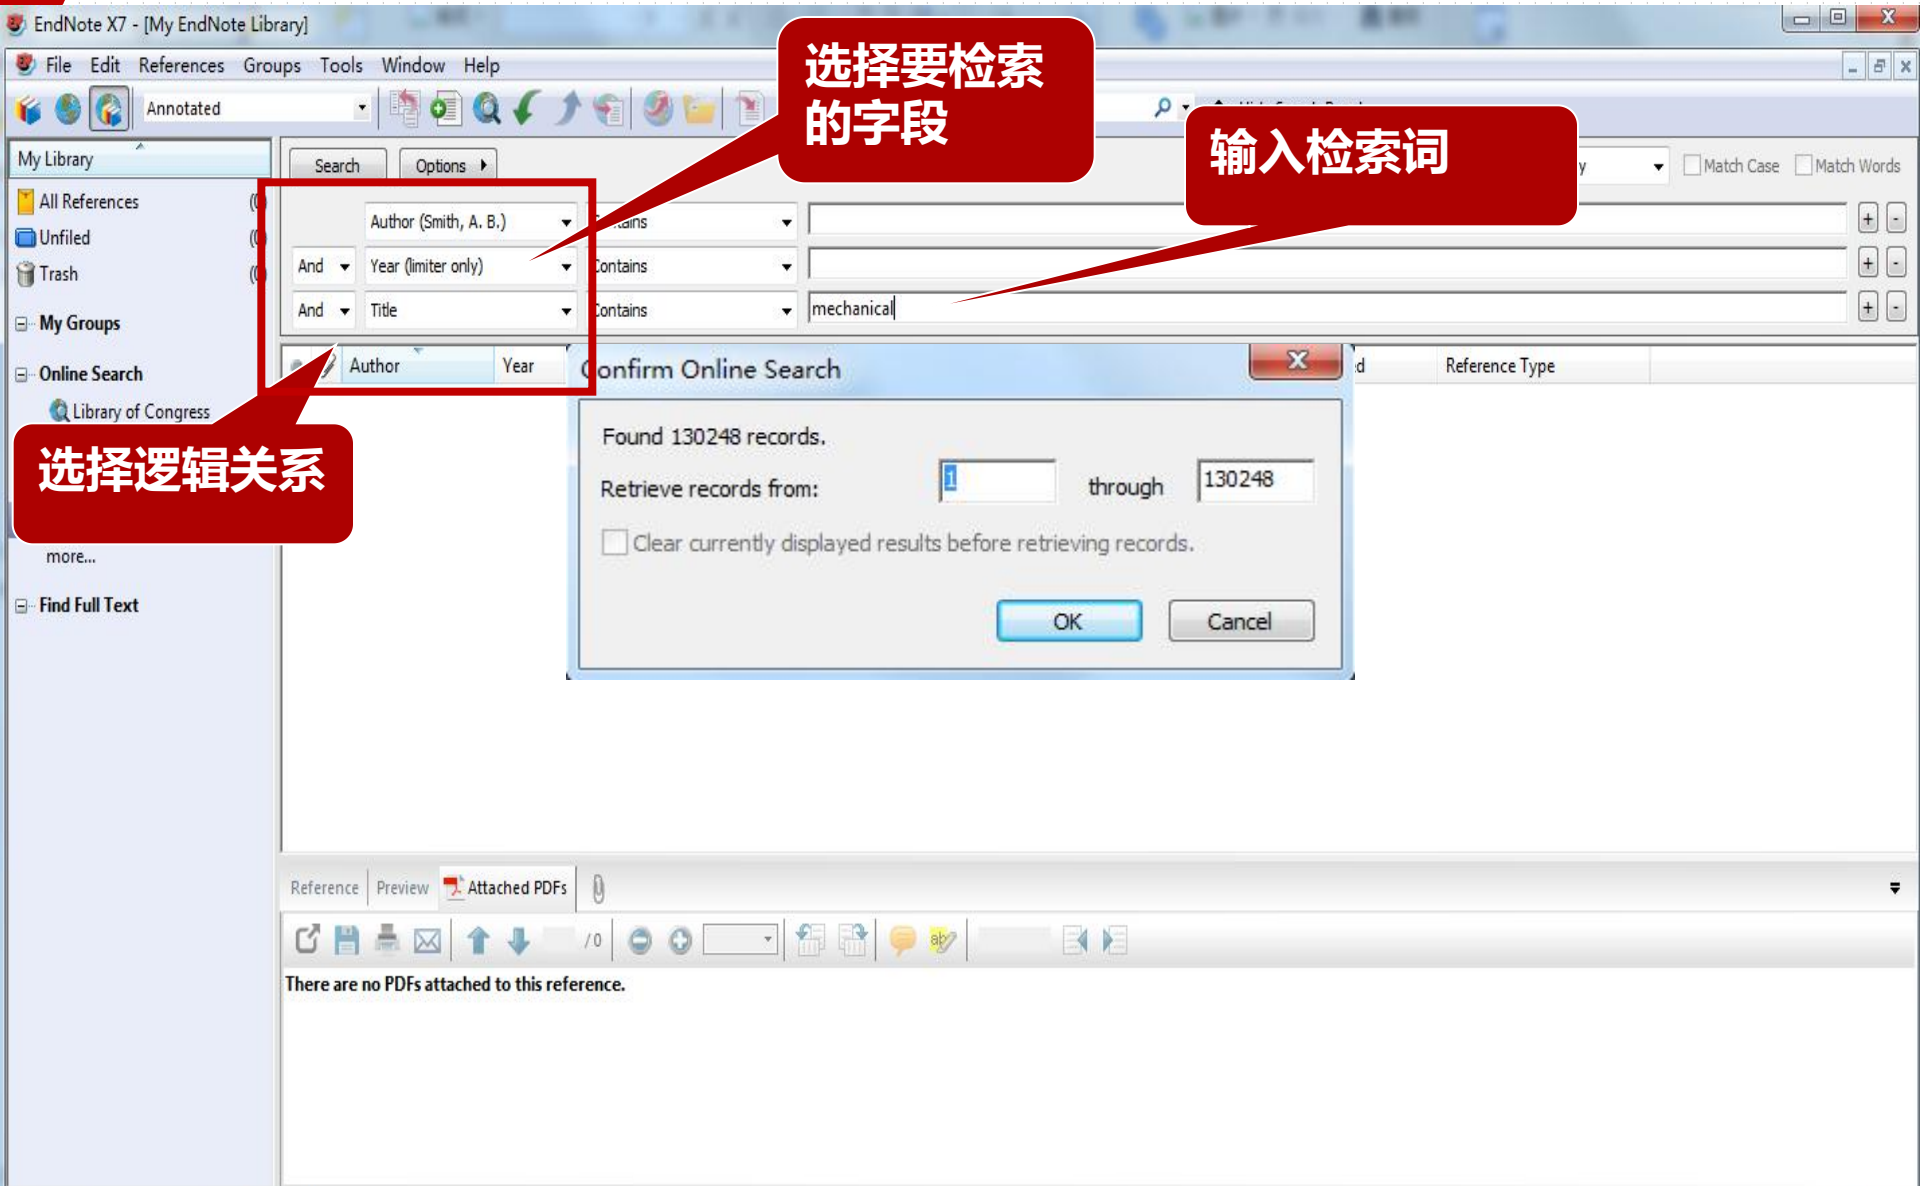 EndNote X7 - [My EndNote Library]
File Edit References Groups Tools Window Help
选择要检索
的字段
Annotated
输入检索词
My Library
Search Options
Match Case Match Words
All References
Author (Smith, A. B.)
Unfiled
And Year (limiter only) Contains
Trash
And Title Contains mechanical
My Groups
Author Year Reference Type
Online Search
Library of Congress
选择逻辑关系
more...
Find Full Text
Confirm Online Search
Found 130248 records.
Retrieve records from: 1 through 130248
Clear currently displayed results before retrieving records.
OK Cancel
Reference Preview Attached PDFs
/0
There are no PDFs attached to this reference.